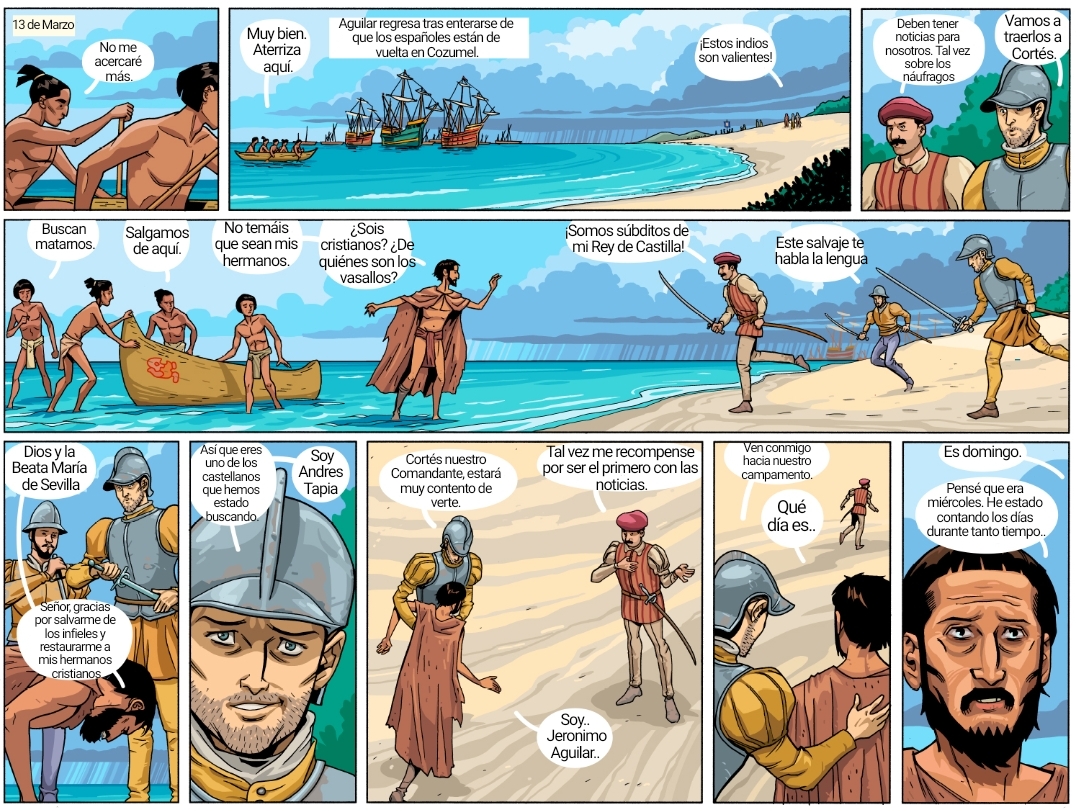 13 de Marzo
No me
acercaré
más.
Muy bien.
Aterriza
aquí.
Aguilar regresa tras enterarse de
que los españoles están de
vuelta en Cozumel.
¡Estos indios
son valientes!
Deben tener
noticias para
nosotros. Tal vez
sobre los
náufragos
Vamos a
traerlos a
Cortés.
Buscan
matarnos.
Salgamos
de aquí.
No temáis
que sean mis
hermanos.
¿Sois
cristianos? ¿De
quiénes son los
vasallos?
¡Somos súbditos de
mi Rey de Castilla!
Este salvaje te
habla la lengua
Dios y la
Beata María
de Sevilla
Señor, gracias
por salvarme de
los infieles y
restaurarme a
mis hermanos
cristianos
Así que eres
uno de los
castellanos
que hemos
estado
buscando.
Soy
Andres
Tapia
Cortés nuestro
Comandante, estará
muy contento de
verte.
Tal vez me recompense
por ser el primero con las
noticias.
Soy..
Jeronimo
Aguilar..
Ven conmigo
hacia nuestro
campamento.
Qué
día es..
Es domingo.
Pensé que era
miércoles. He estado
contando los días
durante tanto tiempo..